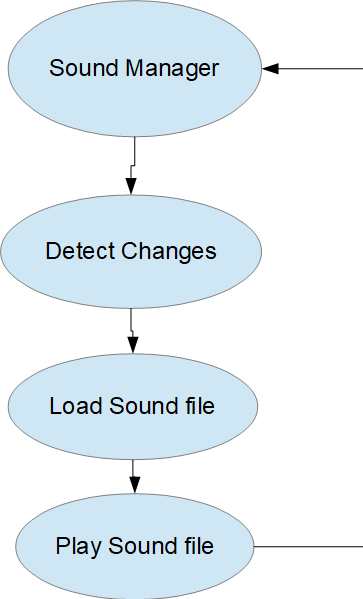 Sound Manager
Detect Changes
Load Sound file
Play Sound file